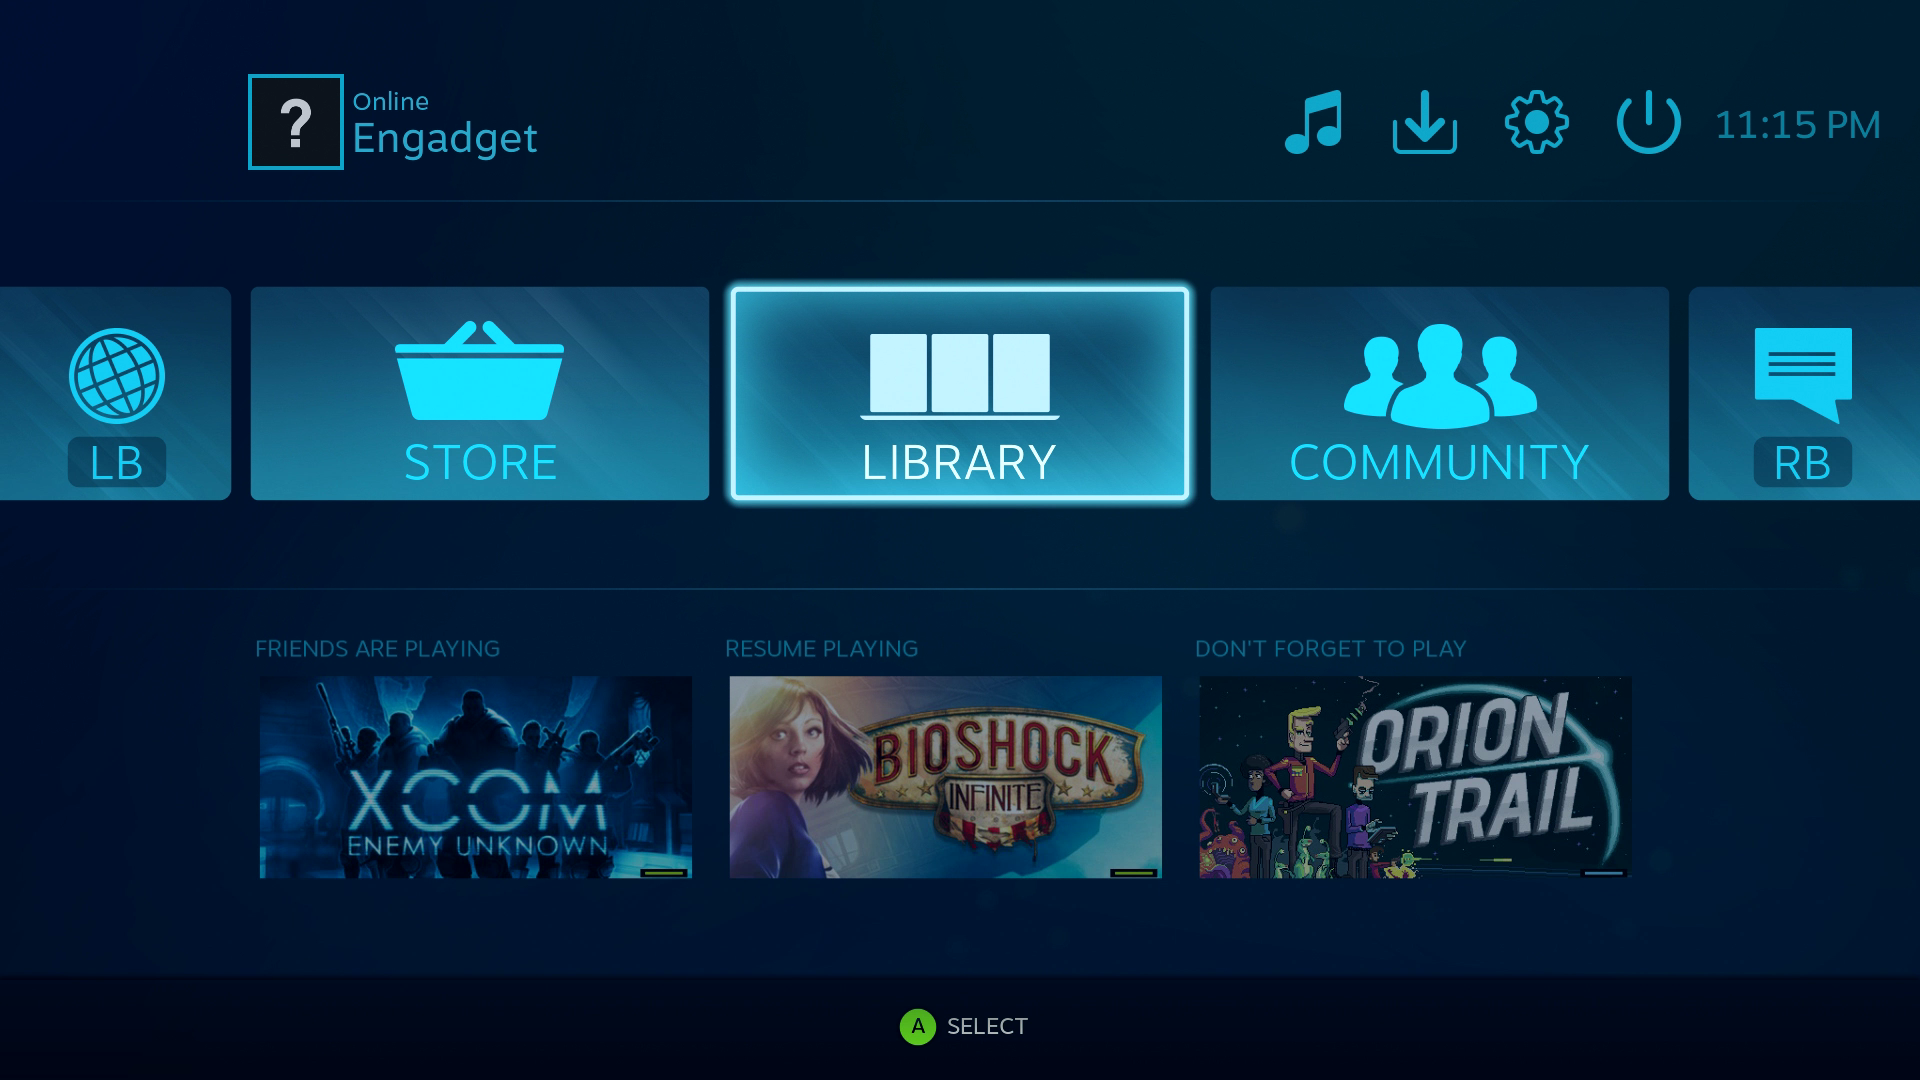 ?
Online
Engadget
11:15 PM
LB
STORE
LIBRARY
COMMUNITY
RB
FRIENDS ARE PLAYING
RESUME PLAYING
DON'T FORGET TO PLAY
XCOM
ENEMY UNKNOWN
BIOSHOCK
INFINITE
ORION
TRAIL
A SELECT